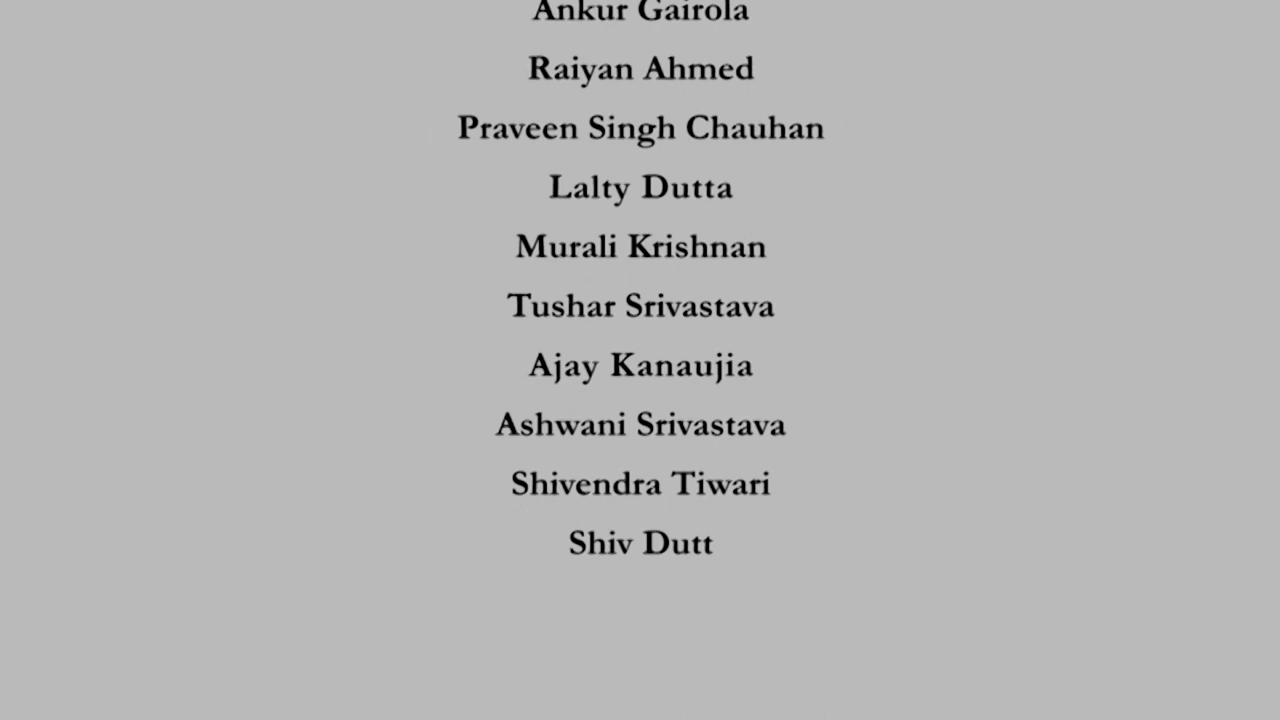 Ankur Gairola
Raiyan Ahmed
Praveen Singh Chauhan
Lalty Dutta
Murali Krishnan
Tushar Srivastava
Ajay Kanaujia
Ashwani Srivastava
Shivendra Tiwari
Shiv Dutt